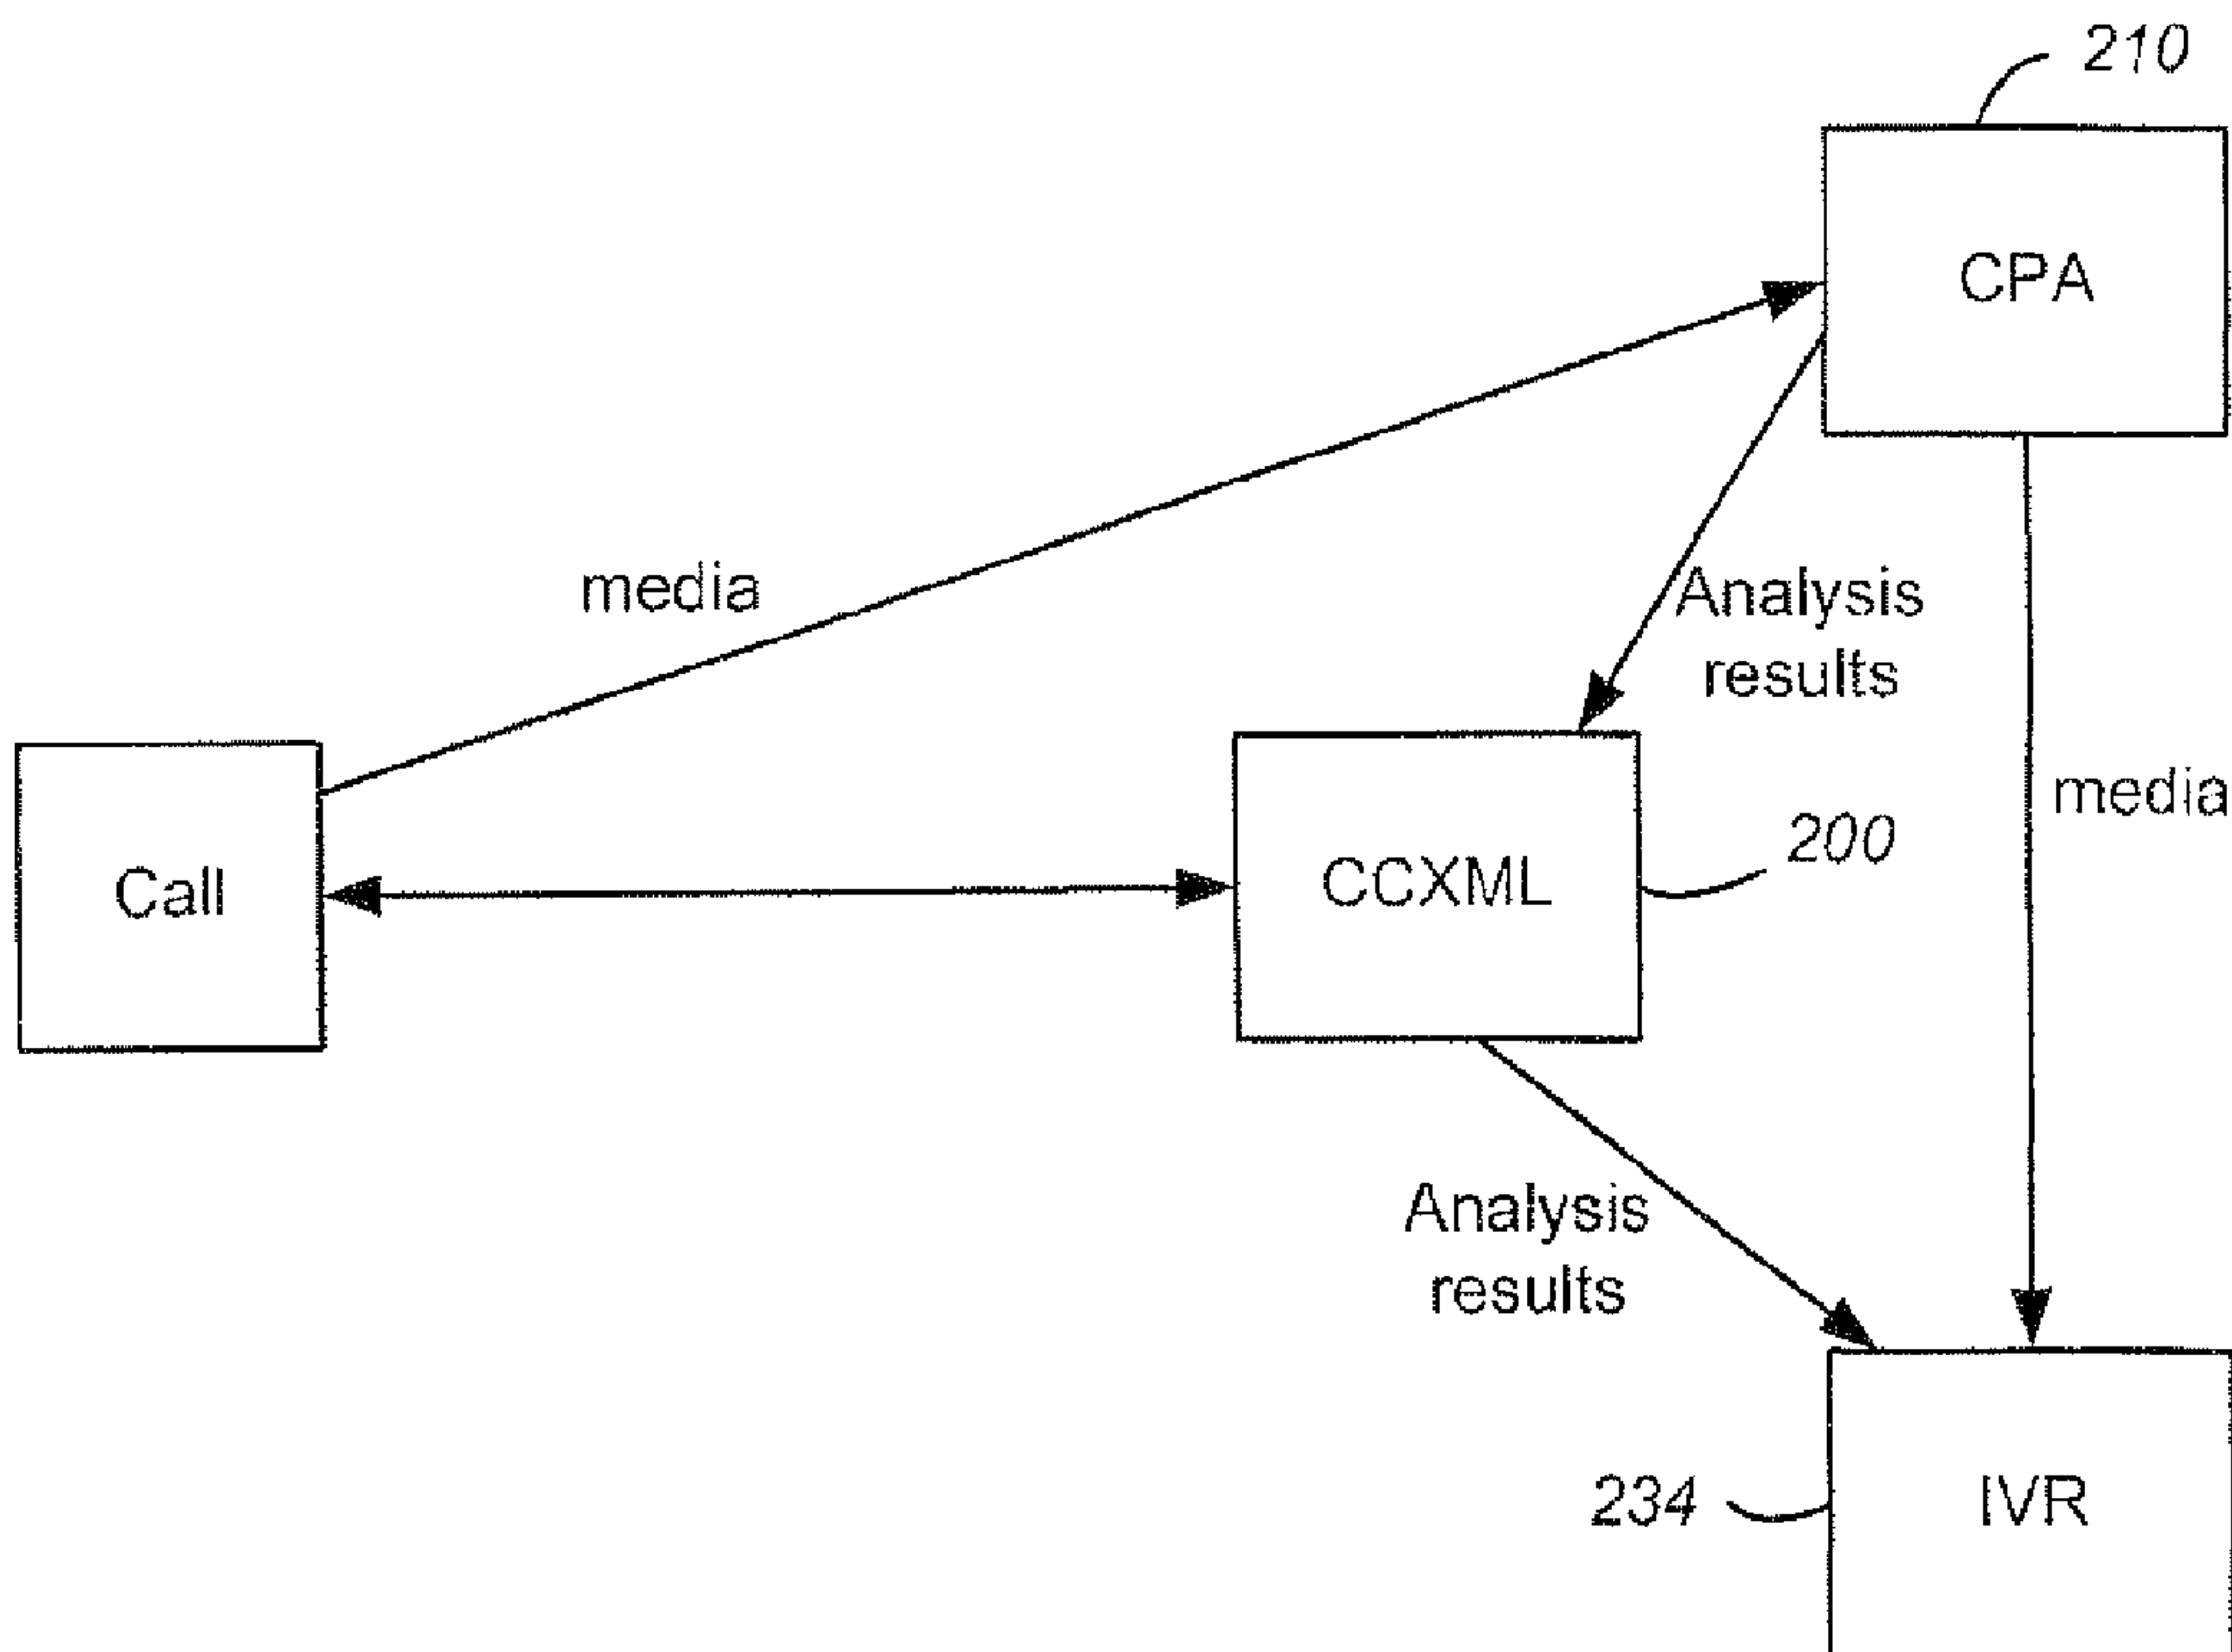 210
CPA
media
Analysis
results
media
200
CCXML
Call
Analysis
results
234
IVR